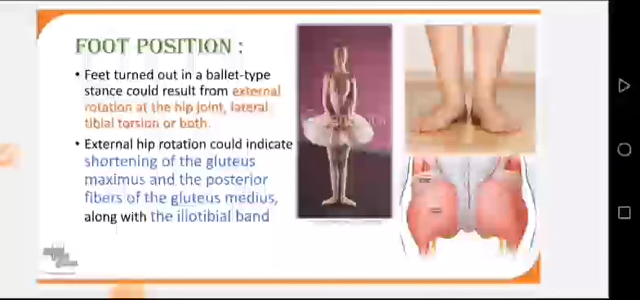 FOOT POSITION :
• Feet turned out in a ballet-type
stance could result from external
rotation at the hip joint, lateral
tibial torsion or both.
• External hip rotation could indicate
shortening of the gluteus
maximus and the posterior
fibers of the gluteus medius,
along with the iliotibial band